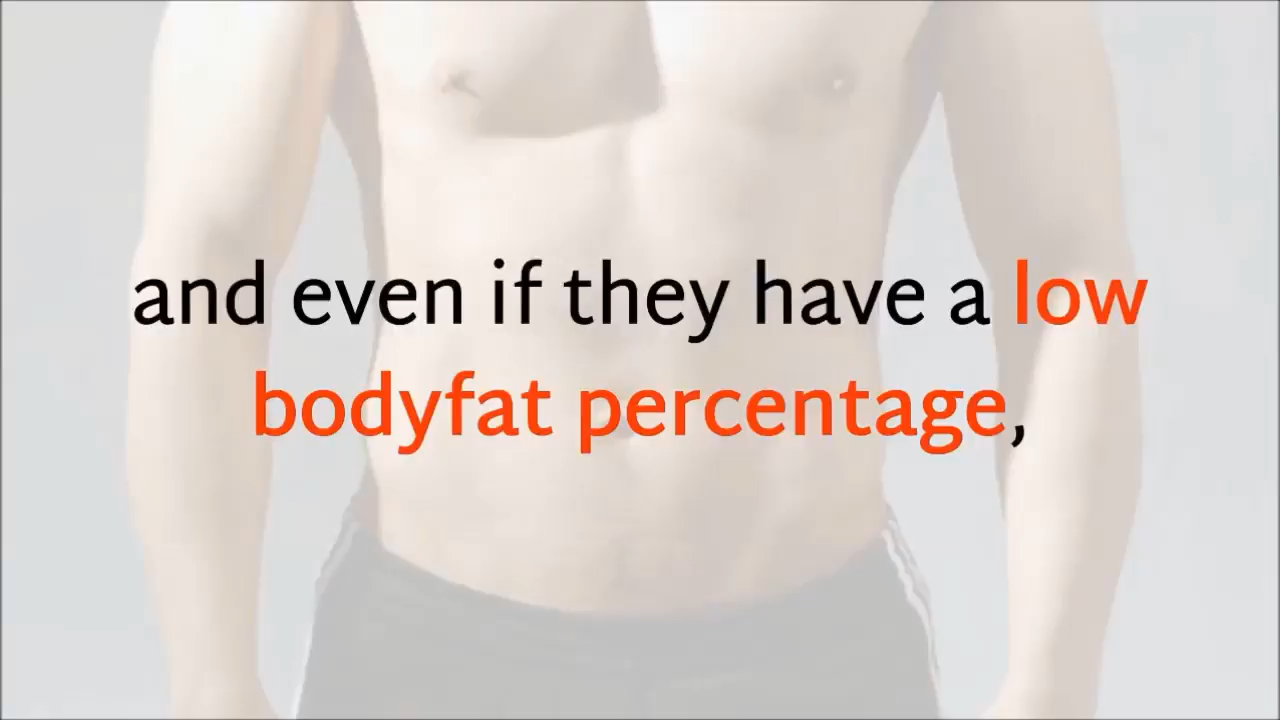 and even if they have a low
bodyfat percentage,